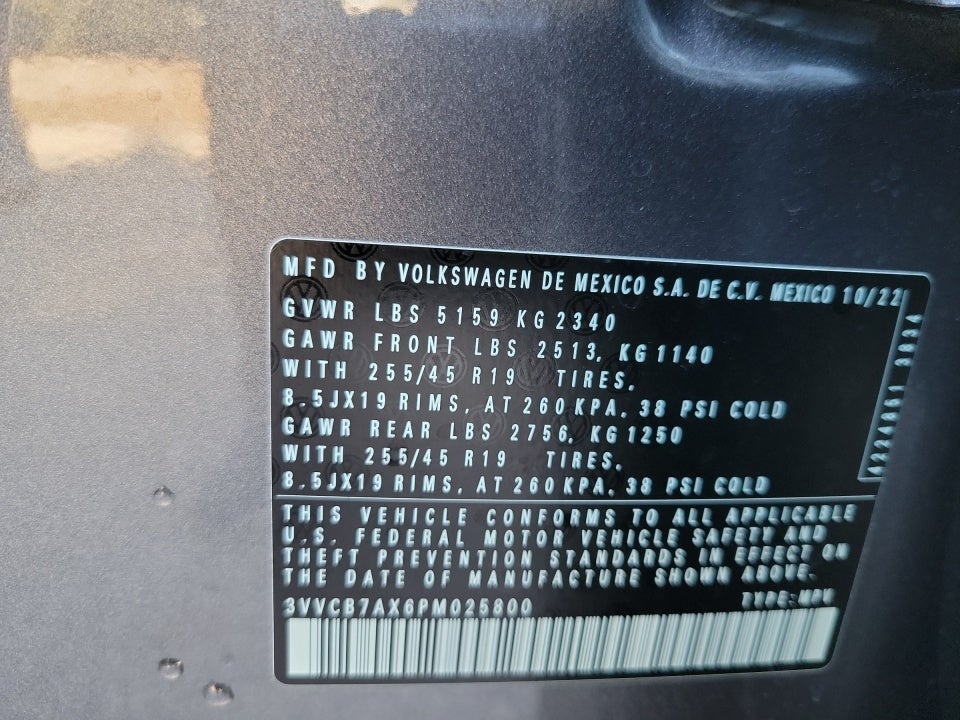 MFD BY VOLKSWAGEN DE MEXICO S.A. DE C.V. MEXICO 10/22
GVWR LBS 5159 KG 2340
GAWR FRONT LBS 2513, KG 1140
WITH 255/45 R19 TIRES,
8.5JX19 RIMS, AT 260 KPA, 38 PSI COLD
GAWR REAR LBS 2756, KG 1250
WITH 255/45 R19 TIRES,
8.5JX19 RIMS, AT 260 KPA, 38 PSI COLD
THIS VEHICLE CONFORMS TO ALL APPLICABLE
U.S. FEDERAL MOTOR VEHICLE SAFETY AND
THEFT PREVENTION STANDARDS IN EFFECT ON
THE DATE OF MANUFACTURE SHOWN ABOVE.
3VVCB7AX6PM025800 TYPE: MPV